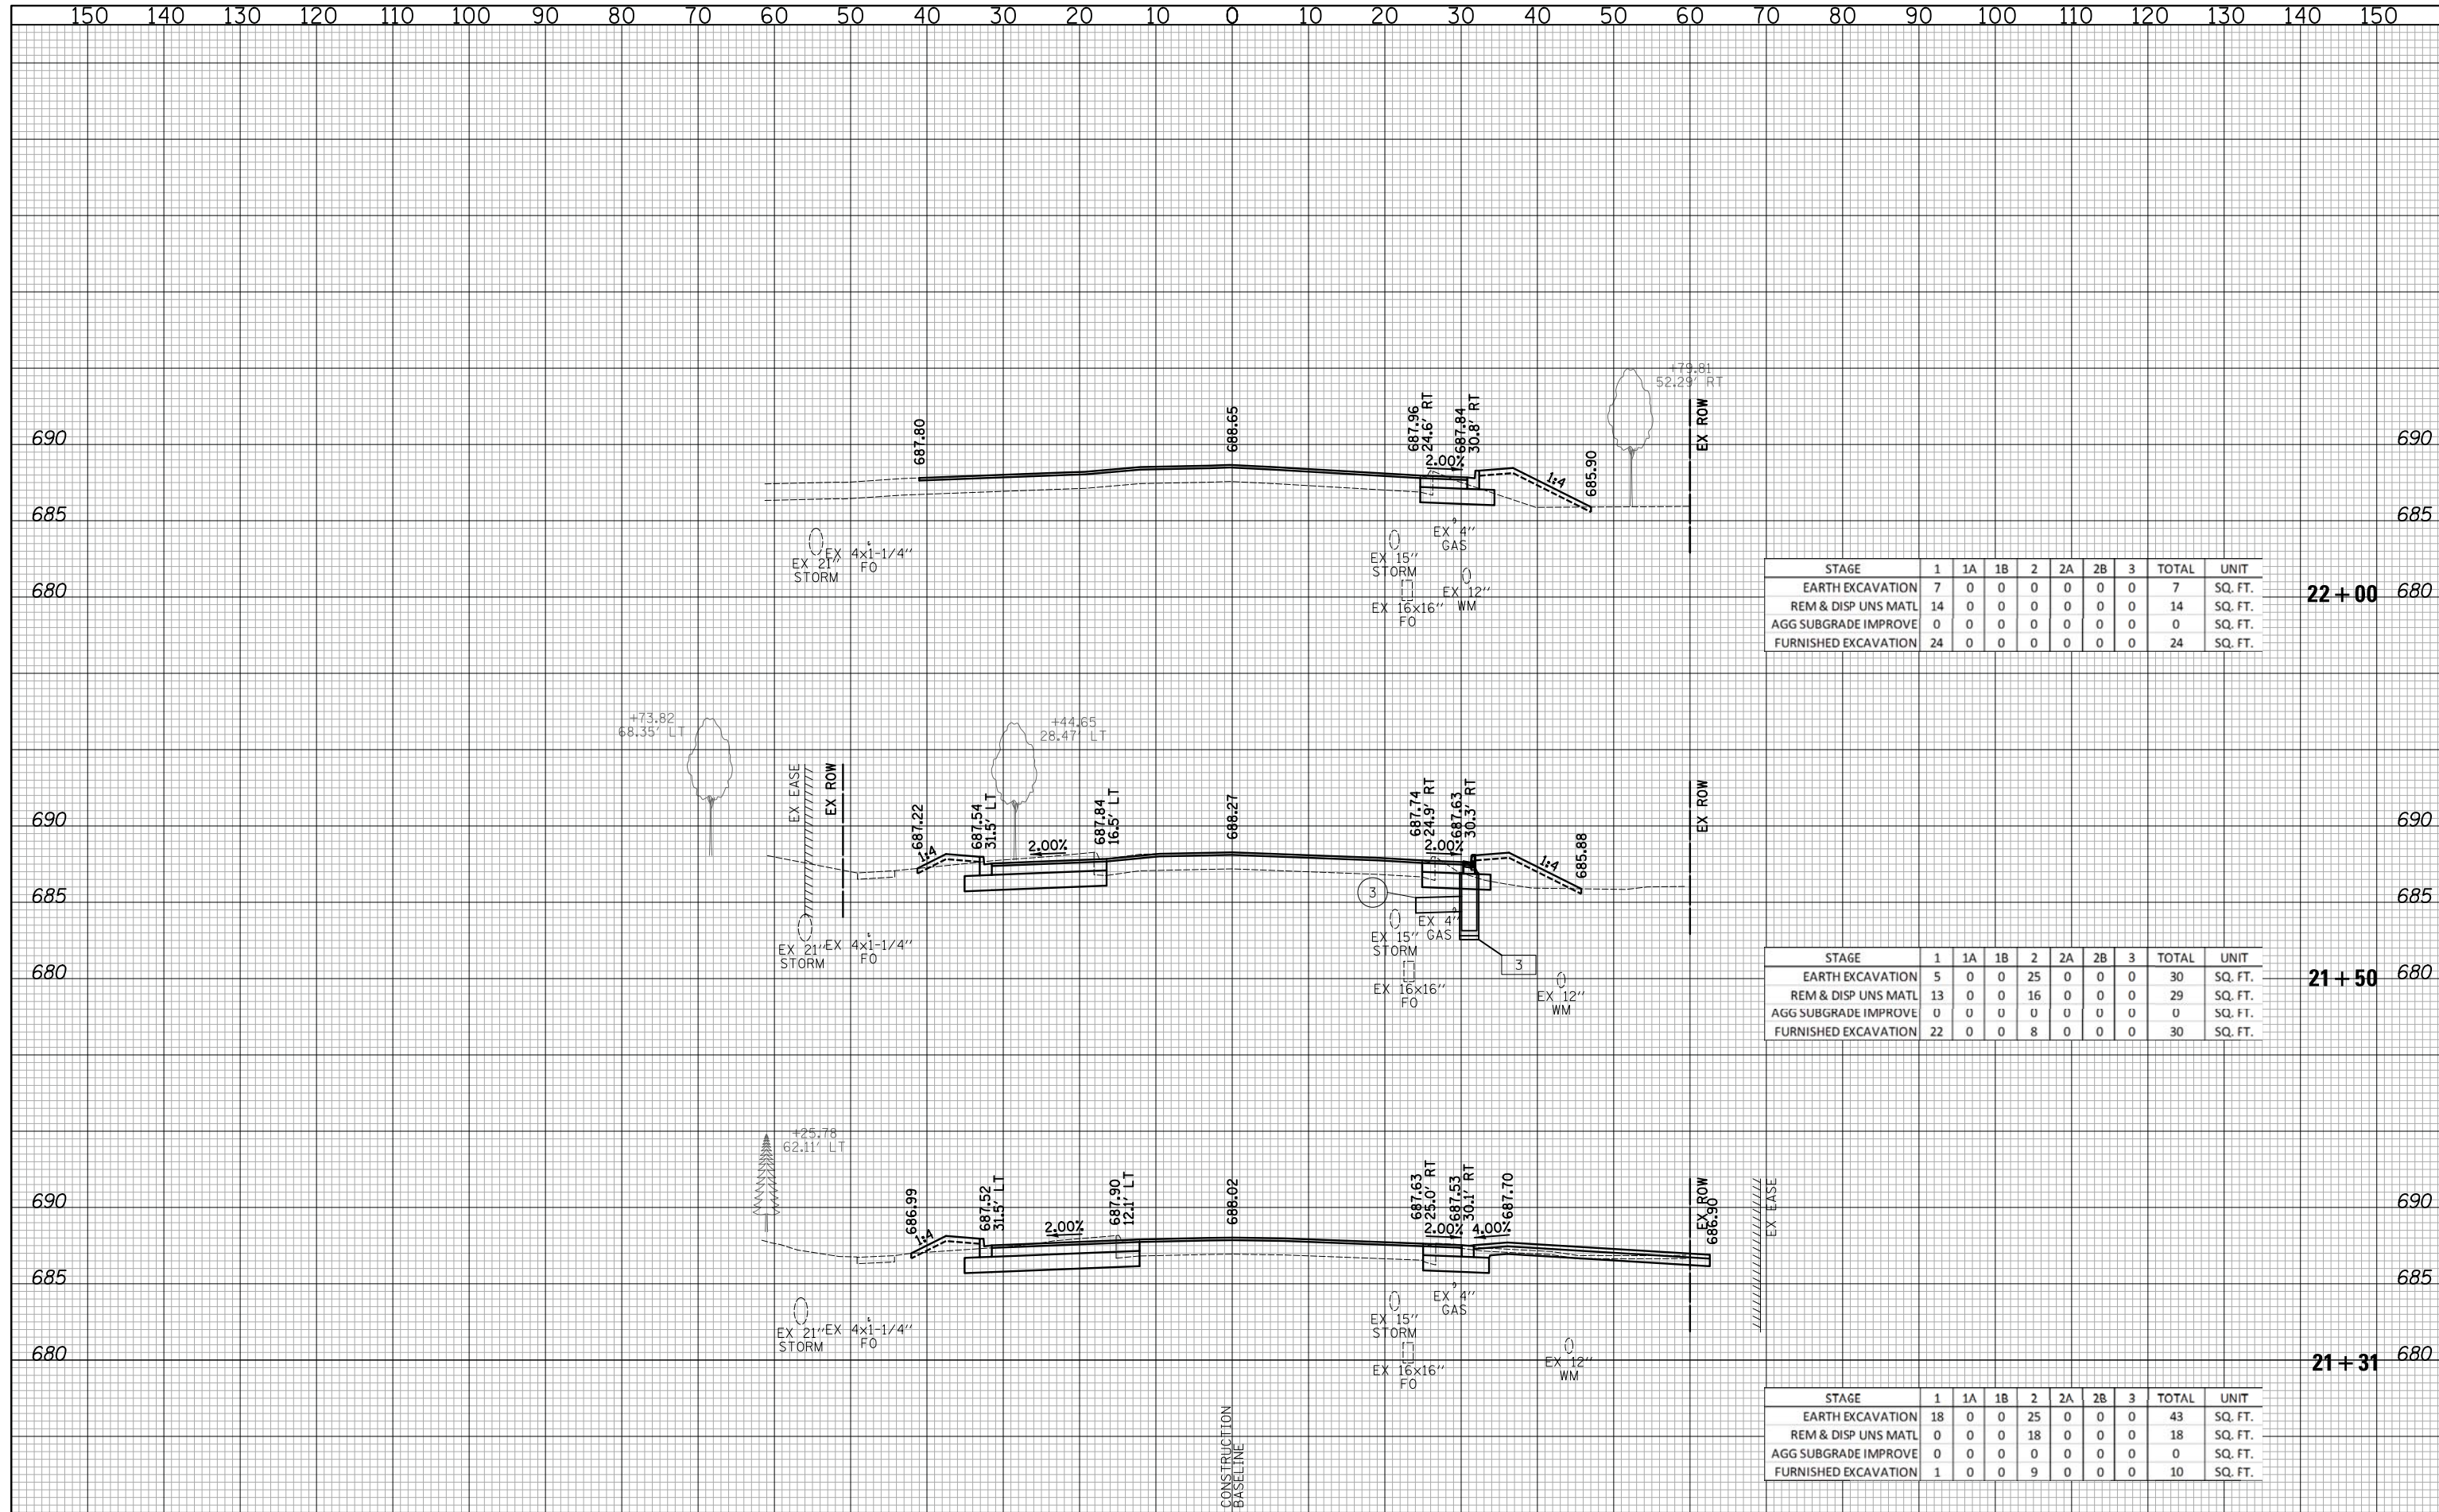 150 140 130 120 110 100 90 80 70 60 50 40 30 20 10 0 10 20 30 40 50 60 70 80 90 100 110 120 130 140 150
+79.81
52.29' RT
690
687.80
688.65
687.96
24.6' RT
687.84
30.8' RT
2.00%
1:4
685.90
EX ROW
690
685
685
EX 21"
STORM
EX 4x1-1/4"
FO
EX 15"
STORM
EX 4"
GAS
EX 16x16"
FO
EX 12"
WM
680
680
STAGE 1 1A 1B 2 2A 2B 3 TOTAL UNIT
EARTH EXCAVATION 7 0 0 0 0 0 0 7 SQ. FT.
REM & DISP UNS MATL 14 0 0 0 0 0 0 14 SQ. FT.
AGG SUBGRADE IMPROVE 0 0 0 0 0 0 0 0 SQ. FT.
FURNISHED EXCAVATION 24 0 0 0 0 0 0 24 SQ. FT.
22+00
+73.82
68.35' LT
+44.65
28.47' LT
EX EASE
EX ROW
690
687.22
1:4
687.54
31.5' LT
2.00%
687.84
16.5' LT
688.27
687.74
24.9' RT
687.63
30.3' RT
2.00%
1:4
685.88
EX ROW
690
685
3
685
EX 21"
STORM
EX 4x1-1/4"
FO
EX 15"
STORM
EX 4"
GAS
3
EX 16x16"
FO
EX 12"
WM
680
680
STAGE 1 1A 1B 2 2A 2B 3 TOTAL UNIT
EARTH EXCAVATION 5 0 0 25 0 0 0 30 SQ. FT.
REM & DISP UNS MATL 13 0 0 16 0 0 0 29 SQ. FT.
AGG SUBGRADE IMPROVE 0 0 0 0 0 0 0 0 SQ. FT.
FURNISHED EXCAVATION 22 0 0 8 0 0 0 30 SQ. FT.
21+50
+25.78
62.11' LT
690
686.99
1:4
687.52
31.5' LT
2.00%
687.90
12.1' LT
688.02
687.63
25.0' RT
687.53
30.1' RT
2.00%
4.00%
687.70
EX ROW
686.90
EX EASE
690
685
685
EX 21"
STORM
EX 4x1-1/4"
FO
EX 15"
STORM
EX 4"
GAS
EX 16x16"
FO
EX 12"
WM
680
680
21+31
STAGE 1 1A 1B 2 2A 2B 3 TOTAL UNIT
EARTH EXCAVATION 18 0 0 25 0 0 0 43 SQ. FT.
REM & DISP UNS MATL 0 0 0 18 0 0 0 18 SQ. FT.
AGG SUBGRADE IMPROVE 0 0 0 0 0 0 0 0 SQ. FT.
FURNISHED EXCAVATION 1 0 0 9 0 0 0 10 SQ. FT.
CONSTRUCTION
BASELINE